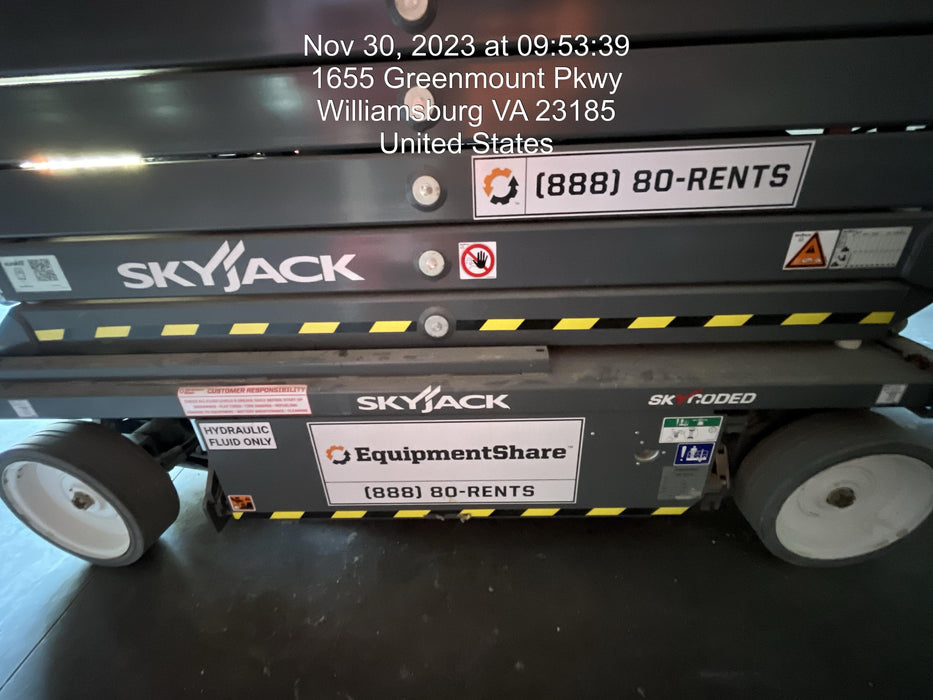 Nov 30, 2023 at 09:53:39
1655 Greenmount Pkwy
Williamsburg VA 23185
United States
(888) 80-RENTS
SKYJACK
CUSTOMER RESPONSIBILITY
SKYJACK
SKYCODED
HYDRAULIC
FLUID ONLY
EquipmentShare™
(888) 80-RENTS